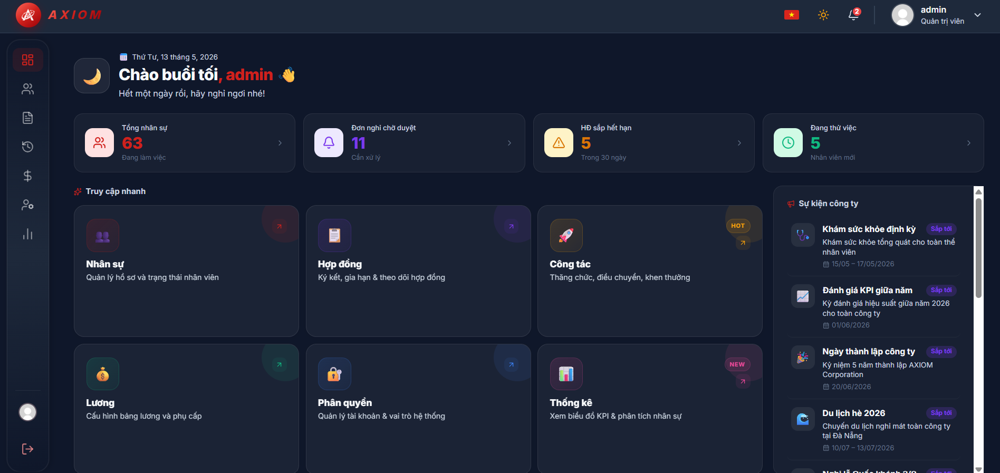 AXIOM
2
admin
Quản trị viên
Thứ Tư, 13 tháng 5, 2026
Chào buổi tối, admin
Hết một ngày rồi, hãy nghỉ ngơi nhé!
Tổng nhân sự
63
Đang làm việc
Đơn nghỉ chờ duyệt
11
Cần xử lý
HĐ sắp hết hạn
5
Trong 30 ngày
Đang thử việc
5
Nhân viên mới
Truy cập nhanh
Nhân sự
Quản lý hồ sơ và trạng thái nhân viên
Hợp đồng
Ký kết, gia hạn & theo dõi hợp đồng
HOT
Công tác
Thăng chức, điều chuyển, khen thưởng
Lương
Cấu hình bảng lương và phụ cấp
Phân quyền
Quản lý tài khoản & vai trò hệ thống
NEW
Thống kê
Xem biểu đồ KPI & phân tích nhân sự
Sự kiện công ty
Khám sức khỏe định kỳ Sắp tới
Khám sức khỏe tổng quát cho toàn thể
nhân viên
15/05 – 17/05/2026
Đánh giá KPI giữa năm Sắp tới
Kỳ đánh giá hiệu suất giữa năm 2026
cho toàn công ty
01/06/2026
Ngày thành lập công ty Sắp tới
Kỷ niệm 5 năm thành lập AXIOM
Corporation
20/06/2026
Du lịch hè 2026 Sắp tới
Chuyến du lịch nghỉ mát toàn công ty
tại Đà Nẵng
10/07 – 13/07/2026
Nghỉ lễ Quốc khánh 2/9 Sắp tới